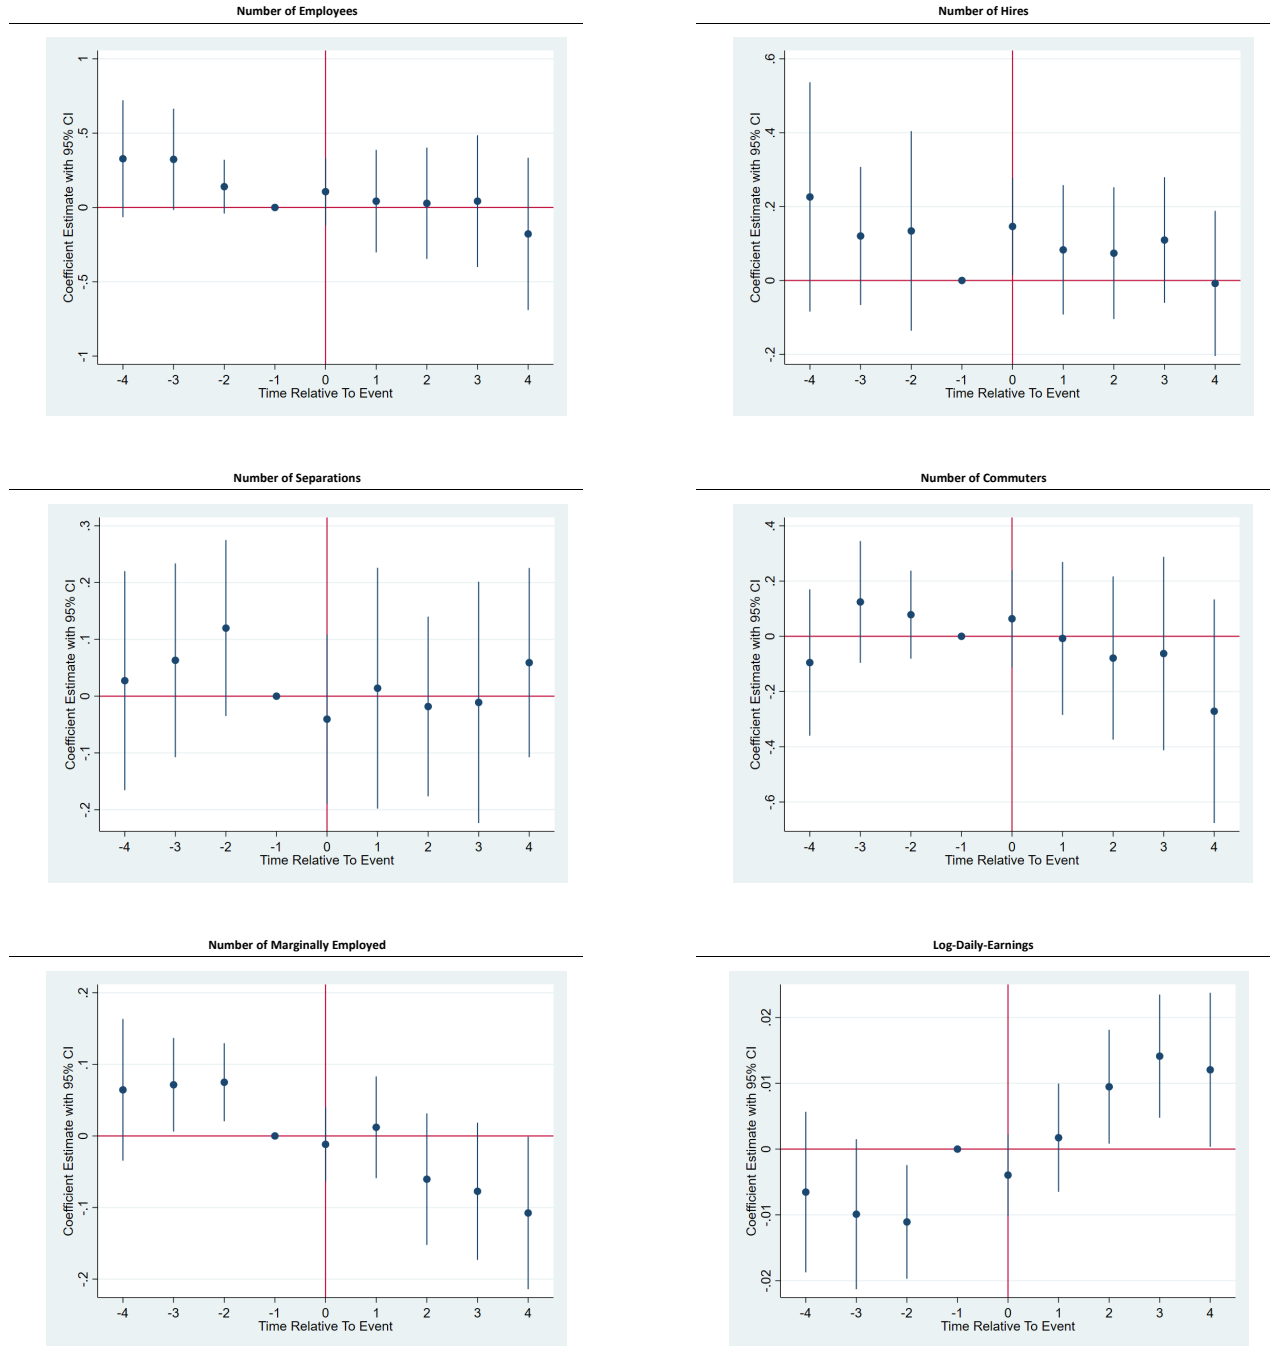 Number of Employees
Coefficient Estimate with 95% CI
1
.5
0
-.5
-1
-4 -3 -2 -1 0 1 2 3 4
Time Relative To Event
Number of Hires
Coefficient Estimate with 95% CI
.6
.4
.2
0
-.2
-4 -3 -2 -1 0 1 2 3 4
Time Relative To Event
Number of Separations
Coefficient Estimate with 95% CI
.3
.2
.1
0
-.1
-.2
-4 -3 -2 -1 0 1 2 3 4
Time Relative To Event
Number of Commuters
Coefficient Estimate with 95% CI
.4
.2
0
-.2
-.4
-.6
-4 -3 -2 -1 0 1 2 3 4
Time Relative To Event
Number of Marginally Employed
Coefficient Estimate with 95% CI
.2
.1
0
-.1
-.2
-4 -3 -2 -1 0 1 2 3 4
Time Relative To Event
Log-Daily-Earnings
Coefficient Estimate with 95% CI
.02
.01
0
-.01
-.02
-4 -3 -2 -1 0 1 2 3 4
Time Relative To Event